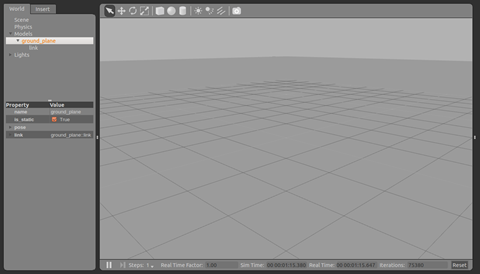 World Insert
Scene
Physics
Models
ground_plane
link
Lights
Property Value
name ground_plane
is_static True
pose
link ground_plane::link
Steps: 1 Real Time Factor: 1.00 Sim Time: 00 00:01:15.380 Real Time: 00 00:01:15.647 Iterations: 75380 Reset